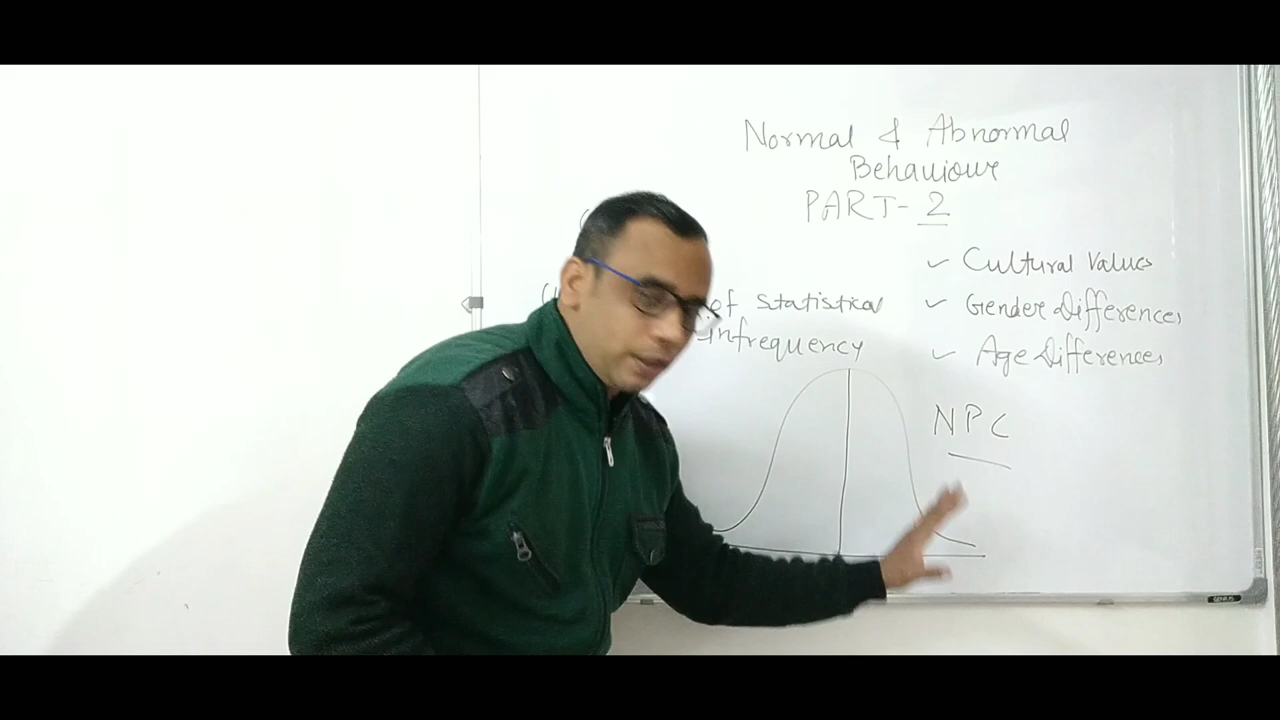 Normal & Abnormal
Behaviour
PART-2
✓ Cultural Values
✓ Gender Differences
✓ Age Differences
of Statistical
infrequency
NPC